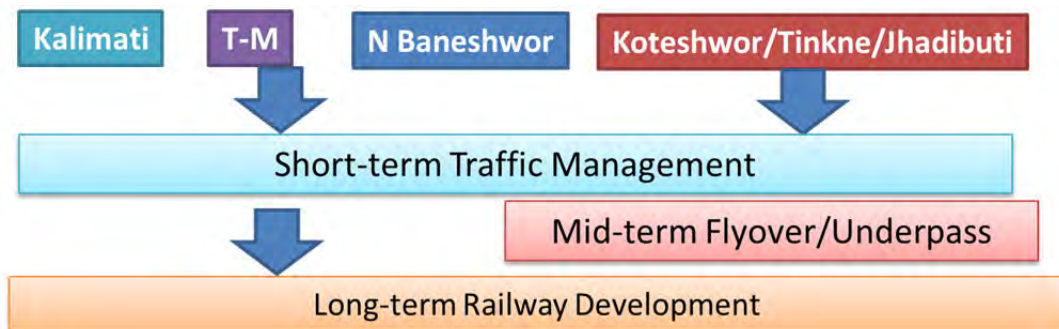 Kalimati
T-M
N Baneshwor
Koteshwor/Tinkne/Jhadibuti
Short-term Traffic Management
Mid-term Flyover/Underpass
Long-term Railway Development